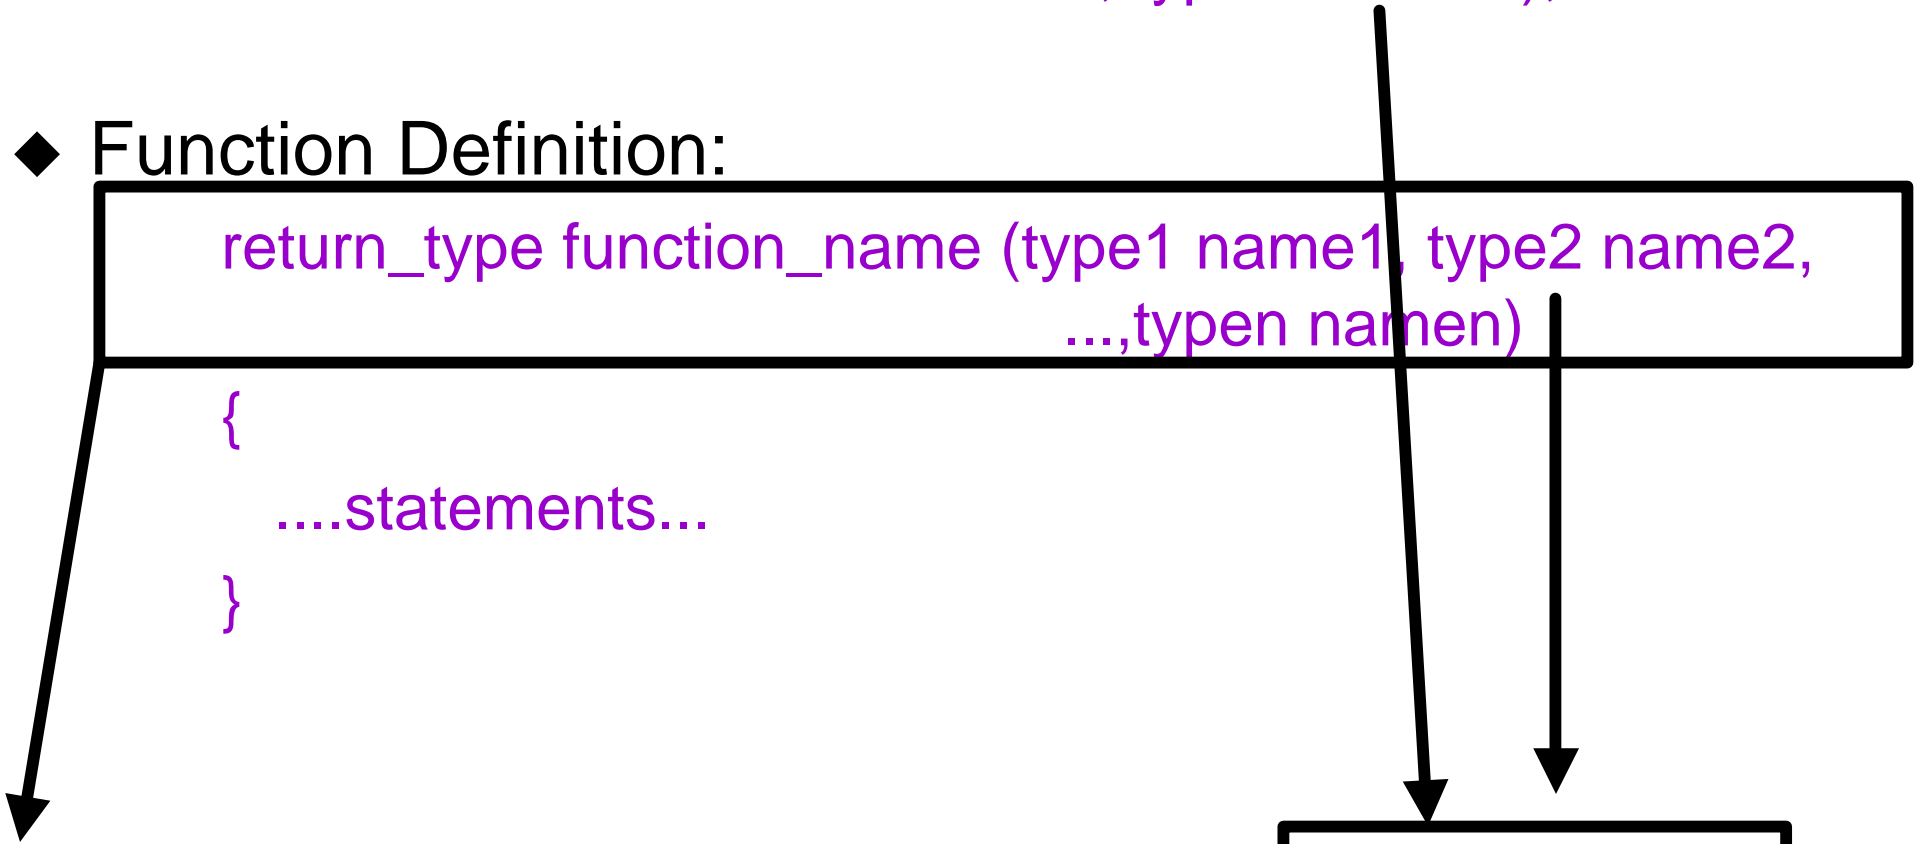 Function Definition:
return_type function_name (type1 name1, type2 name2,
...,typen namen)
{
....statements...
}